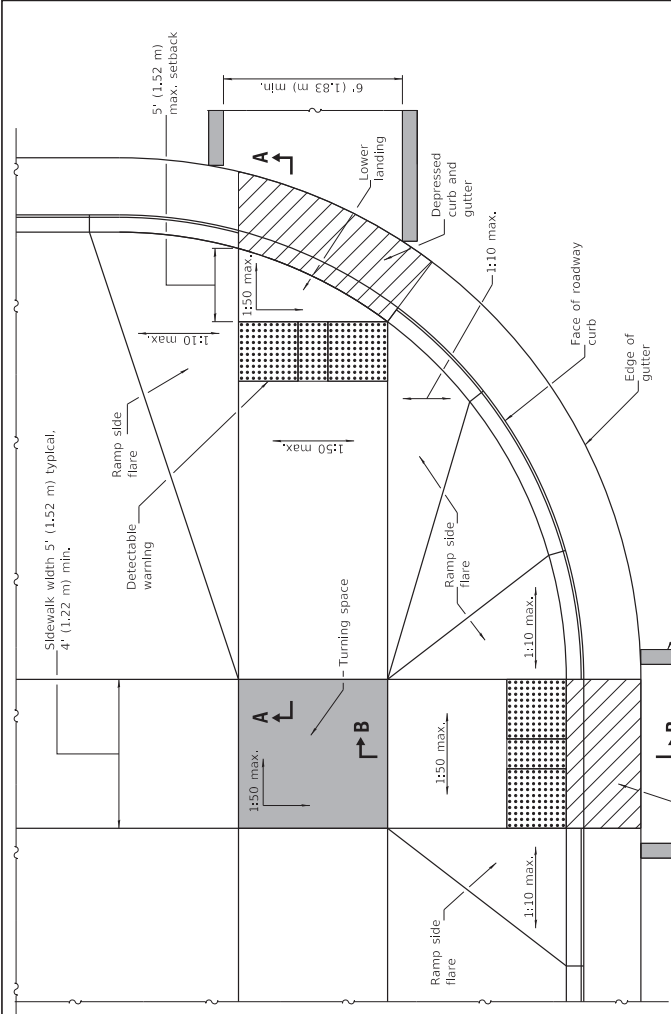 5' (1.52 m)
max. setback
6' (1.83 m) min.
A
Lower
landing
Depressed
curb and
gutter
1:10 max.
1:50 max.
1:10 max.
Ramp side
flare
Sidewalk width 5' (1.52 m) typical,
4' (1.22 m) min.
Detectable
warning
1:50 max.
Face of roadway
curb
Edge of
gutter
Ramp side
flare
1:10 max.
Turning space
A
B
1:50 max.
1:50 max.
B
Ramp side
flare
1:10 max.